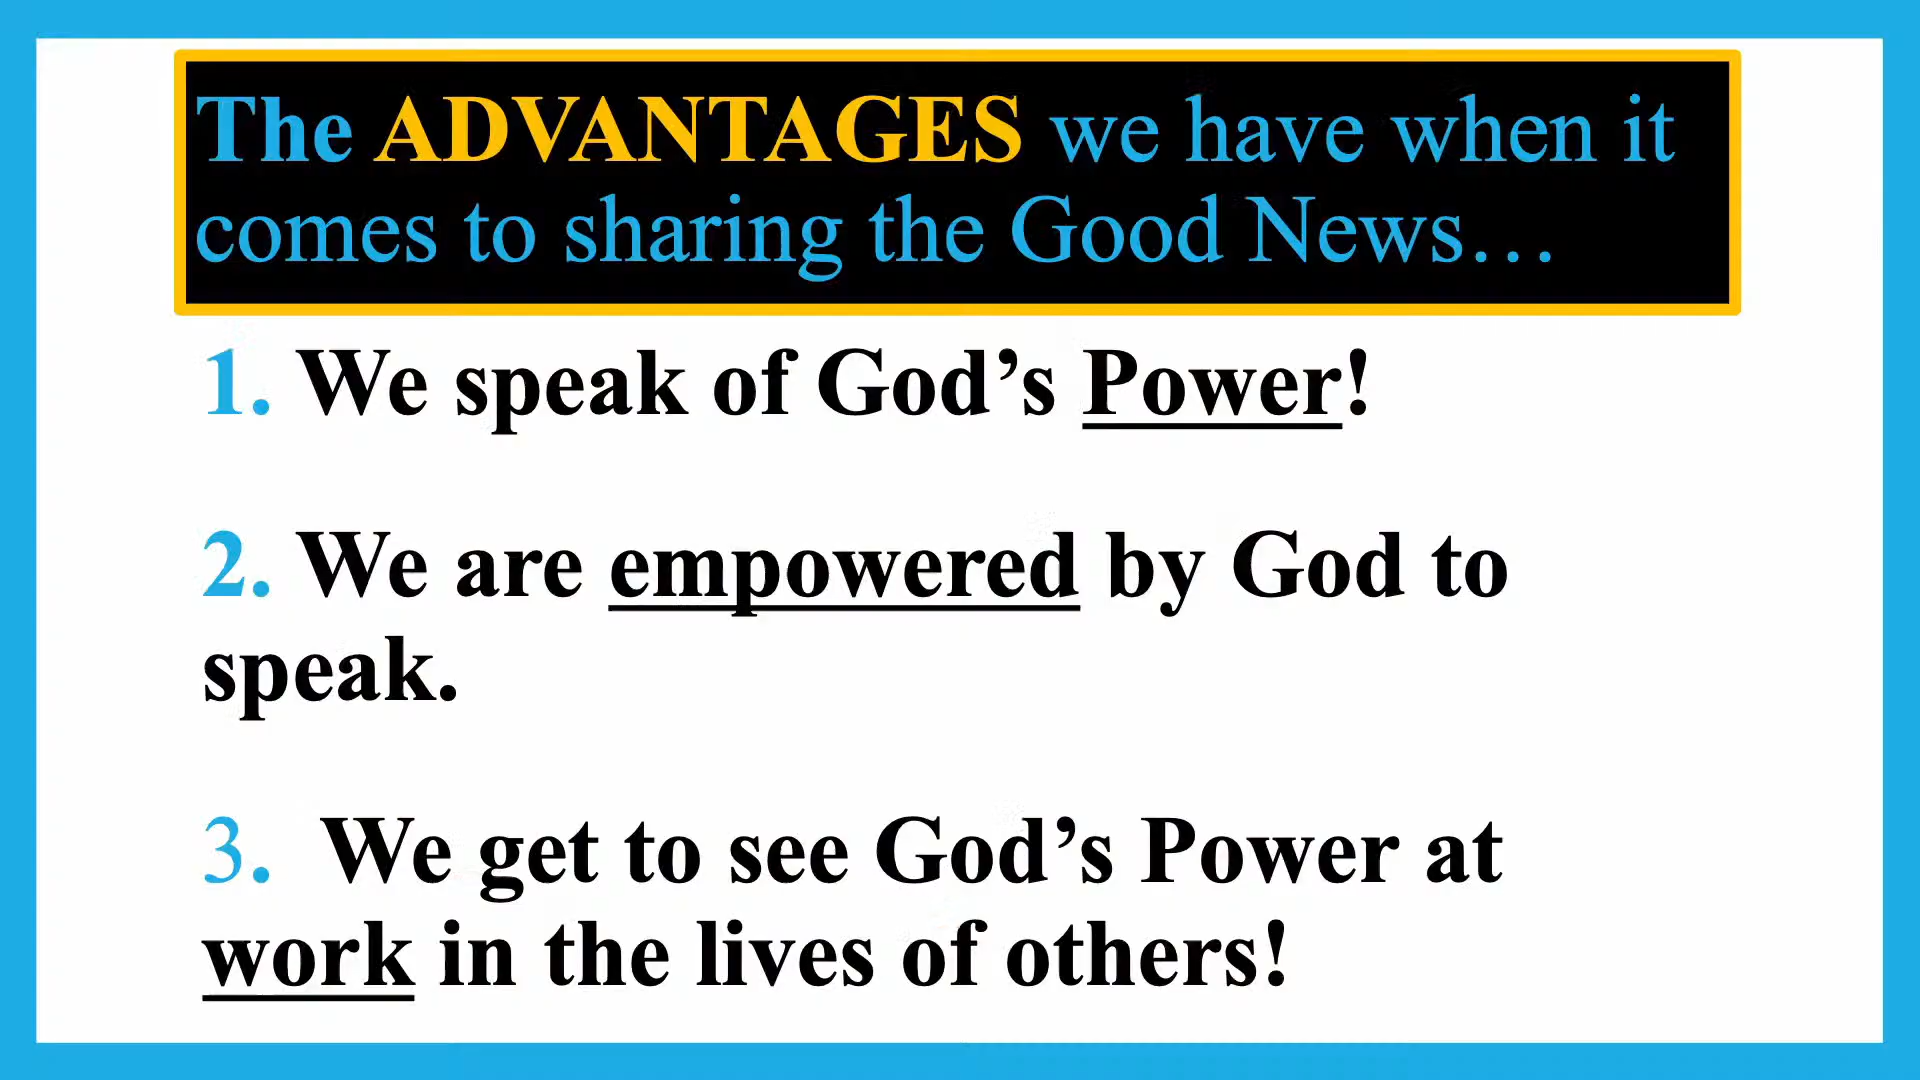 The ADVANTAGES we have when it
comes to sharing the Good News…
1. We speak of God’s Power!
2. We are empowered by God to
speak.
3. We get to see God’s Power at
work in the lives of others!